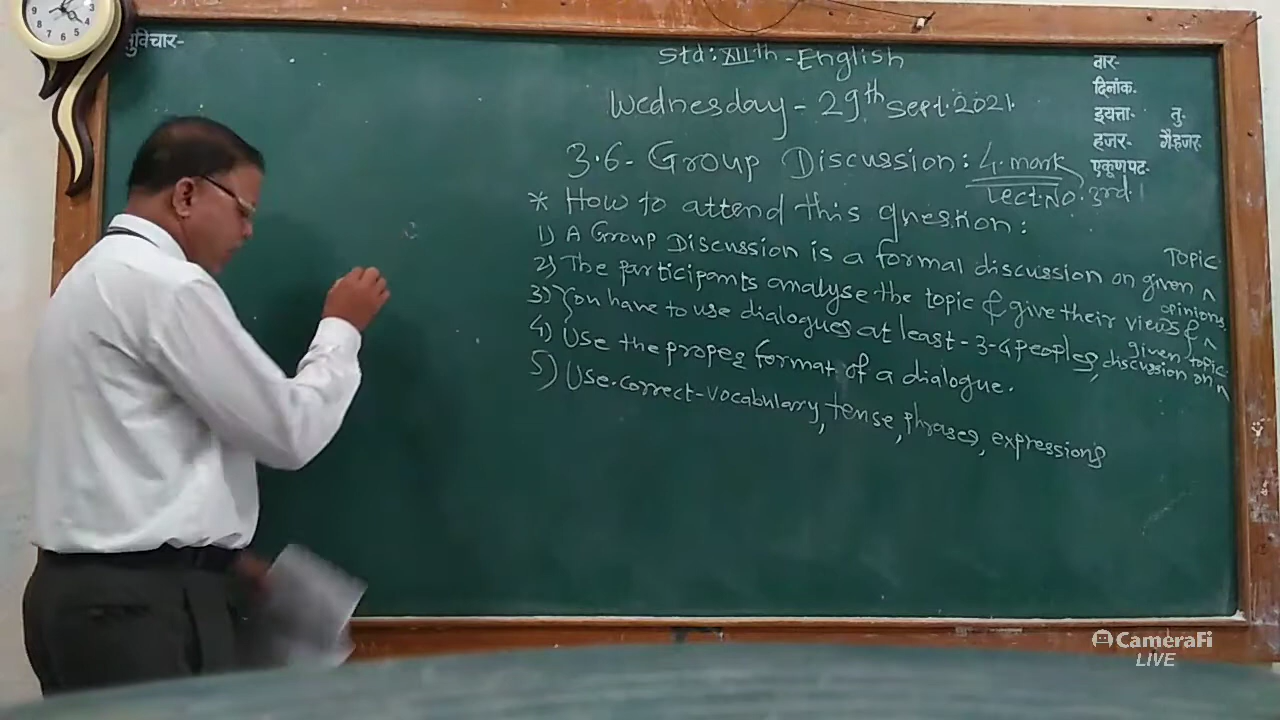 सुविचार-
Std: XIIth - English
Wednesday - 29th Sept. 2021.
3.6 - Group Discussion: 4. mark
Lect. No. 3rd
* How to attend this question:
1) A Group Discussion is a formal discussion on given ^ Topic.
2) The participants analyse the topic & give their views & ^ opinions.
3) You have to use dialogues at least - 3-4 peoples, discussion on ^ given topic.
4) Use the proper format of a dialogue.
5) Use. correct - vocabulary, tense, phrases, expressions
वार-
दिनांक.
इयत्ता- तु.
हजर- गैहजर.
एकूणपट-
CameraFi
LIVE